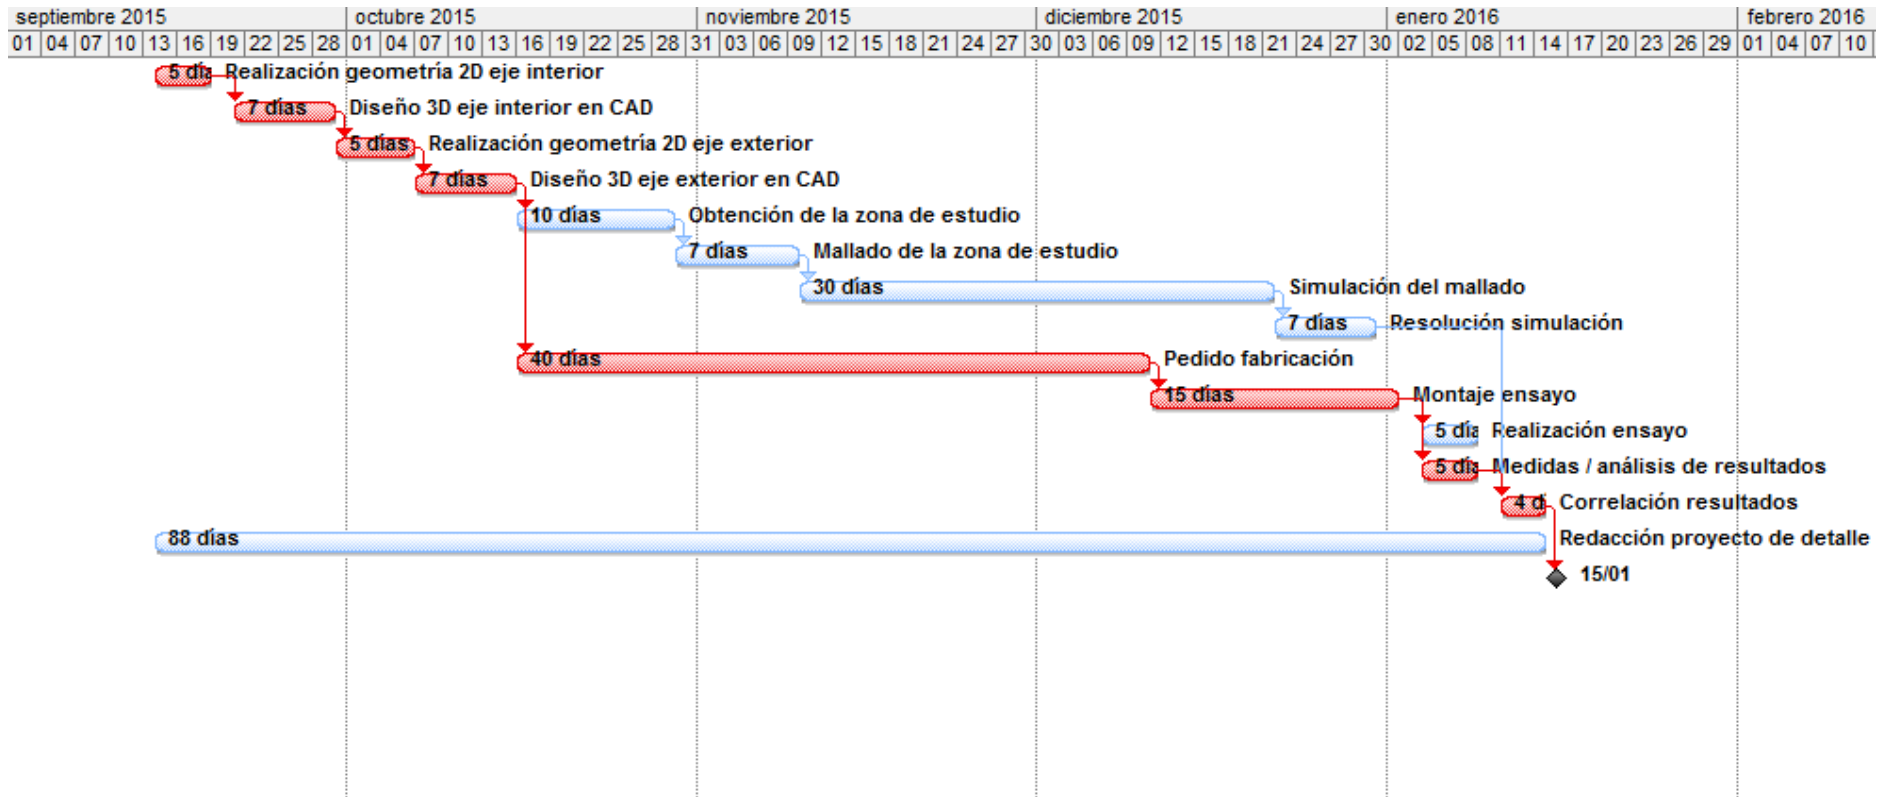 septiembre 2015 octubre 2015 noviembre 2015 diciembre 2015 enero 2016 febrero 2016
01 04 07 10 13 16 19 22 25 28 01 04 07 10 13 16 19 22 25 28 31 03 06 09 12 15 18 21 24 27 30 03 06 09 12 15 18 21 24 27 30 02 05 08 11 14 17 20 23 26 29 01 04 07 10
5 día Realización geometría 2D eje interior
7 días Diseño 3D eje interior en CAD
5 días Realización geometría 2D eje exterior
7 días Diseño 3D eje exterior en CAD
10 días Obtención de la zona de estudio
7 días Mallado de la zona de estudio
30 días Simulación del mallado
7 días Resolución simulación
40 días Pedido fabricación
15 días Montaje ensayo
5 día Realización ensayo
5 día Medidas / análisis de resultados
4 d Correlación resultados
88 días Redacción proyecto de detalle
15/01